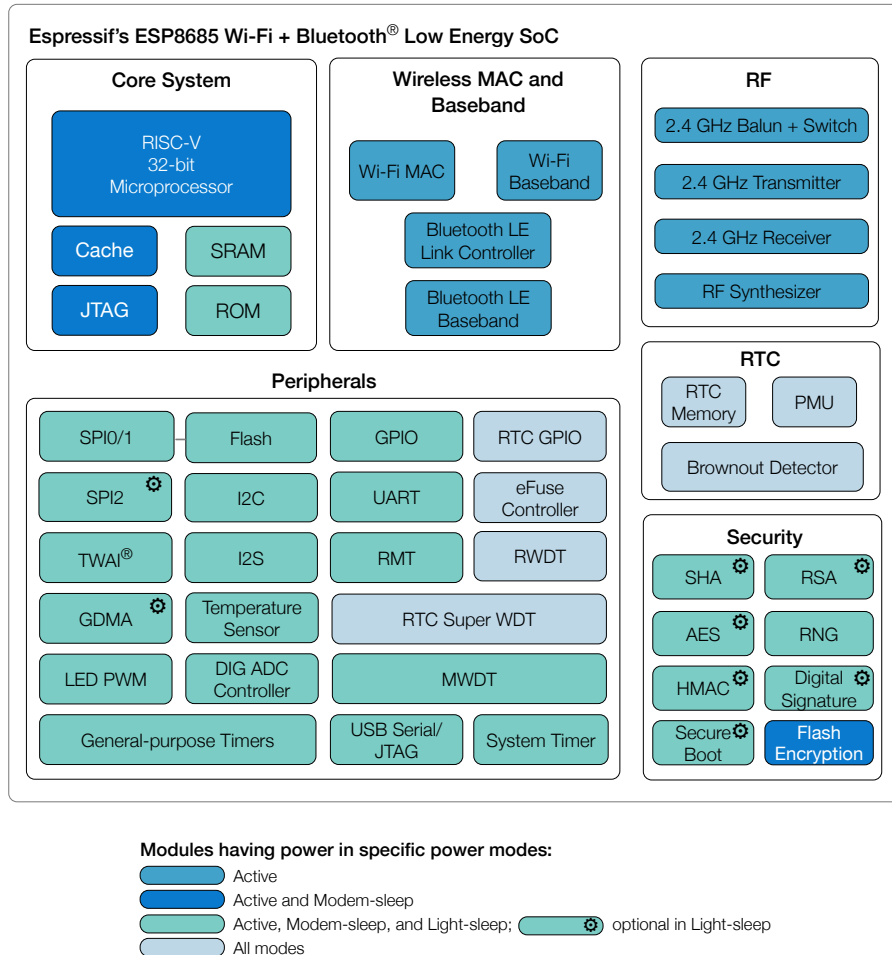 Espressif's ESP8685 Wi-Fi + Bluetooth® Low Energy SoC
Core System
RISC-V
32-bit
Microprocessor
Cache
SRAM
JTAG
ROM
Wireless MAC and
Baseband
Wi-Fi MAC
Wi-Fi
Baseband
Bluetooth LE
Link Controller
Bluetooth LE
Baseband
RF
2.4 GHz Balun + Switch
2.4 GHz Transmitter
2.4 GHz Receiver
RF Synthesizer
RTC
RTC
Memory
PMU
Brownout Detector
Peripherals
SPI0/1
Flash
GPIO
RTC GPIO
SPI2
I2C
UART
eFuse
Controller
TWAI®
I2S
RMT
RWDT
GDMA
Temperature
Sensor
RTC Super WDT
LED PWM
DIG ADC
Controller
MWDT
General-purpose Timers
USB Serial/
JTAG
System Timer
Security
SHA
RSA
AES
RNG
HMAC
Digital
Signature
Secure
Boot
Flash
Encryption
Modules having power in specific power modes:
Active
Active and Modem-sleep
Active, Modem-sleep, and Light-sleep; optional in Light-sleep
All modes